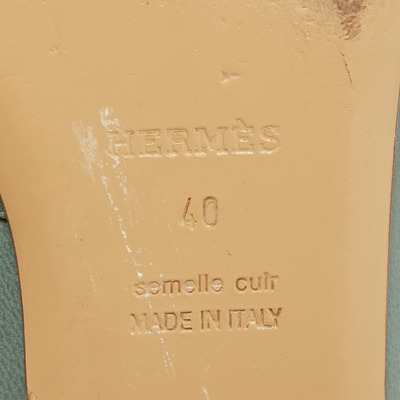 HERMÈS
40
semelle cuir
MADE IN ITALY